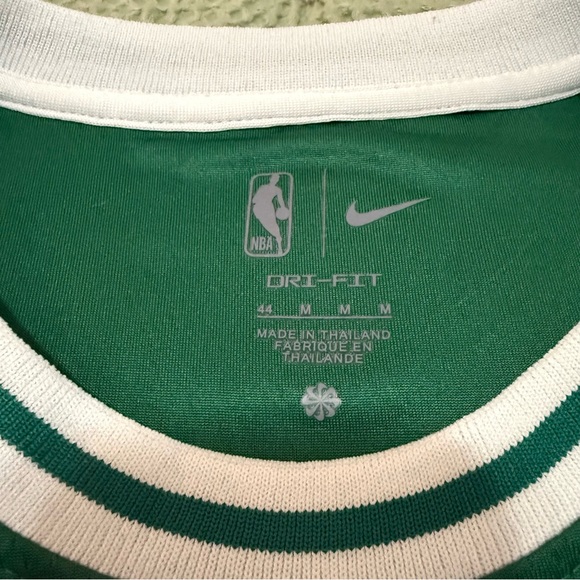 NBA
DRI-FIT
44 M M M
MADE IN THAILAND
FABRIQUE EN
THAILANDE